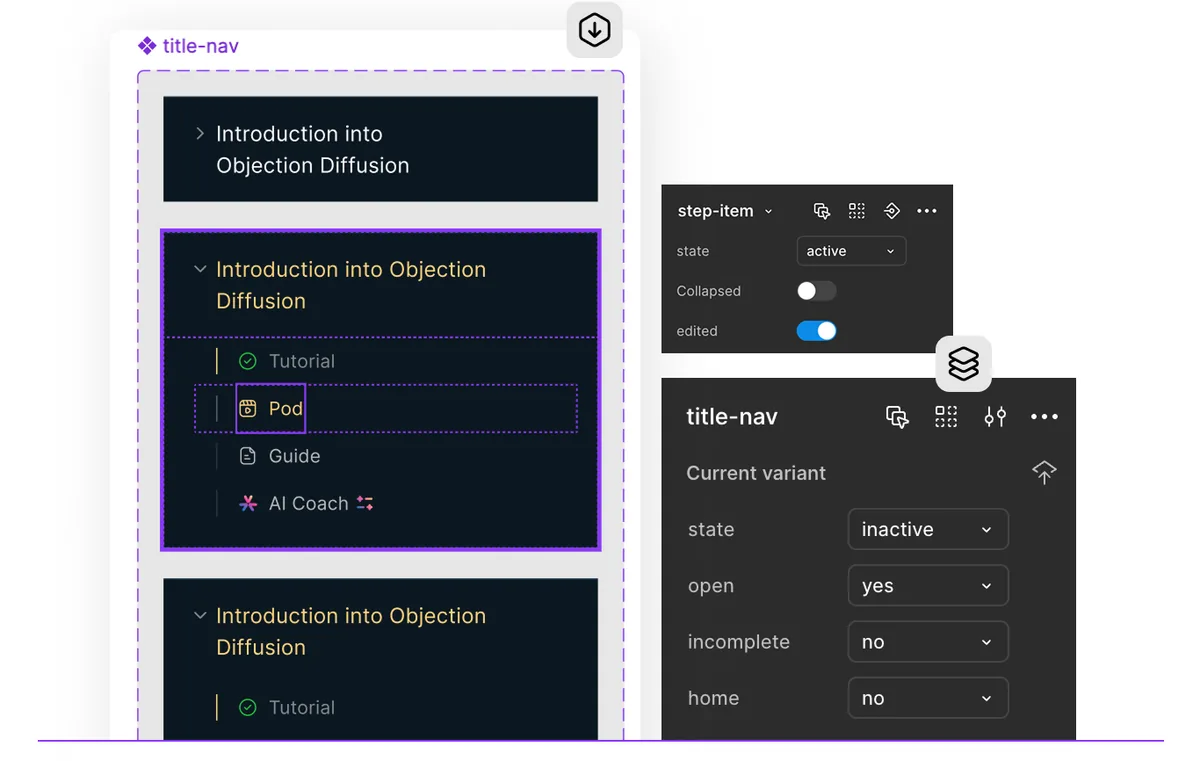 title-nav
Introduction into
Objection Diffusion
Introduction into Objection
Diffusion
Tutorial
Pod
Guide
AI Coach
Introduction into Objection
Diffusion
Tutorial
step-item
state active
Collapsed
edited
title-nav
Current variant
state inactive
open yes
incomplete no
home no